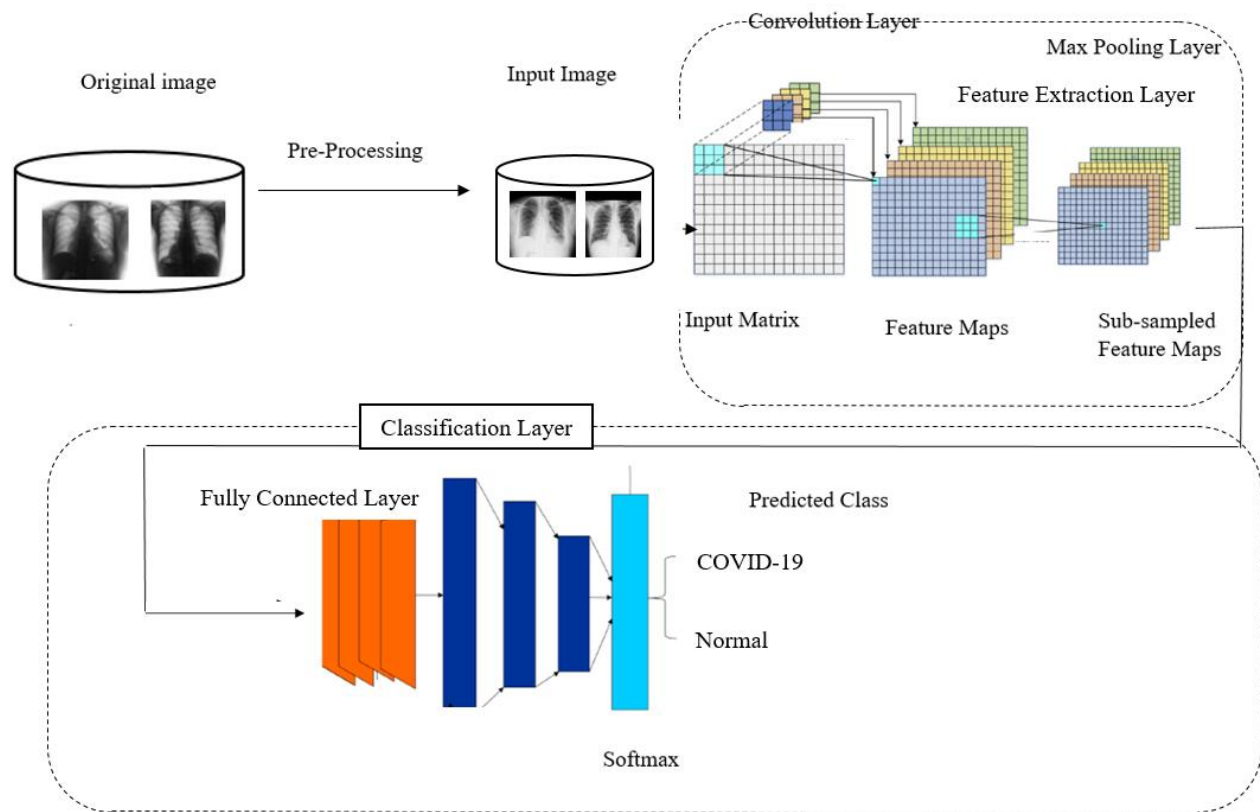 Convolution Layer
Max Pooling Layer
Original image
Input Image
Feature Extraction Layer
Pre-Processing
Input Matrix
Feature Maps
Sub-sampled
Feature Maps
Classification Layer
Fully Connected Layer
Predicted Class
COVID-19
Normal
Softmax